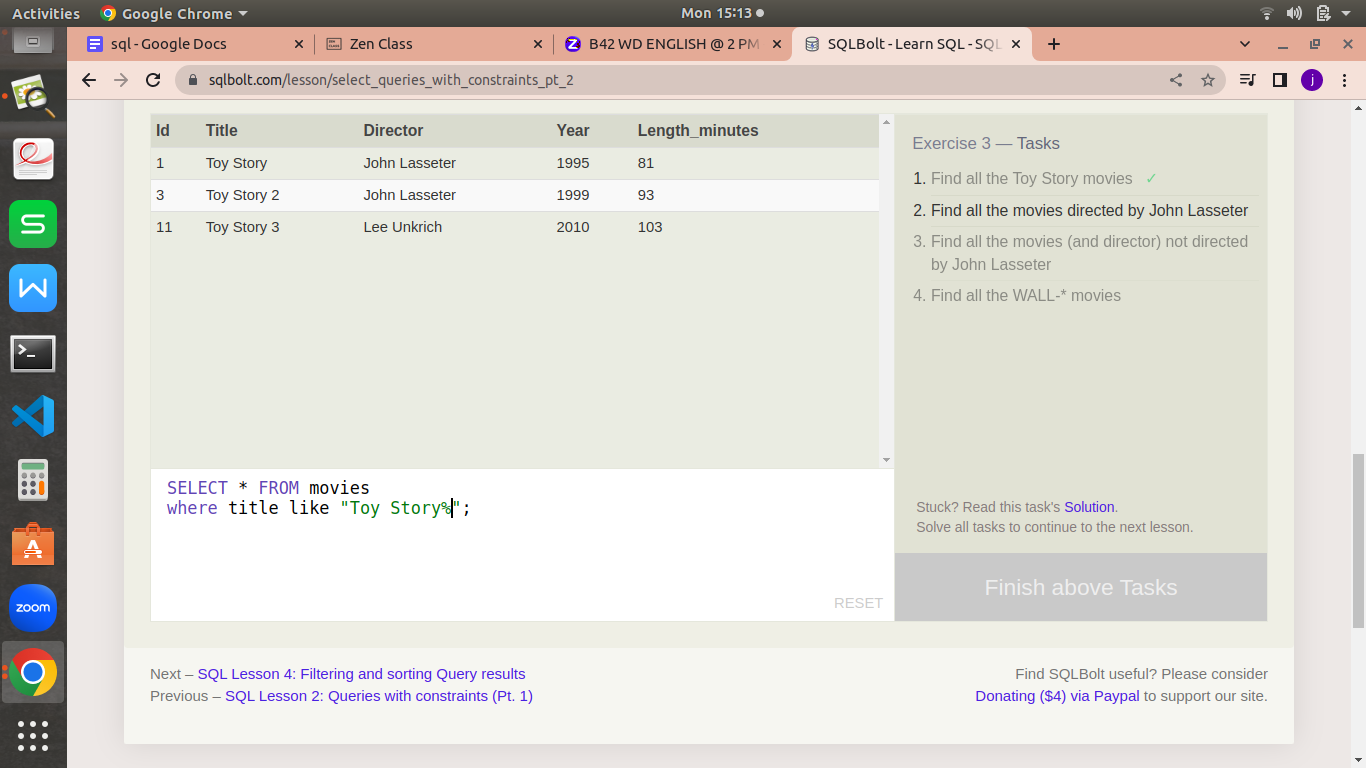 Activities Google Chrome Mon 15:13
sql - Google Docs Zen Class B42 WD ENGLISH @ 2 PM SQLBolt - Learn SQL - SQL
sqlbolt.com/lesson/select_queries_with_constraints_pt_2 j
Id Title Director Year Length_minutes
1 Toy Story John Lasseter 1995 81
3 Toy Story 2 John Lasseter 1999 93
11 Toy Story 3 Lee Unkrich 2010 103
SELECT * FROM movies
where title like "Toy Story%";
RESET
Exercise 3 — Tasks
1. Find all the Toy Story movies ✓
2. Find all the movies directed by John Lasseter
3. Find all the movies (and director) not directed
by John Lasseter
4. Find all the WALL-* movies
Stuck? Read this task's Solution.
Solve all tasks to continue to the next lesson.
Finish above Tasks
Next – SQL Lesson 4: Filtering and sorting Query results
Previous – SQL Lesson 2: Queries with constraints (Pt. 1)
Find SQLBolt useful? Please consider
Donating ($4) via Paypal to support our site.
zoom